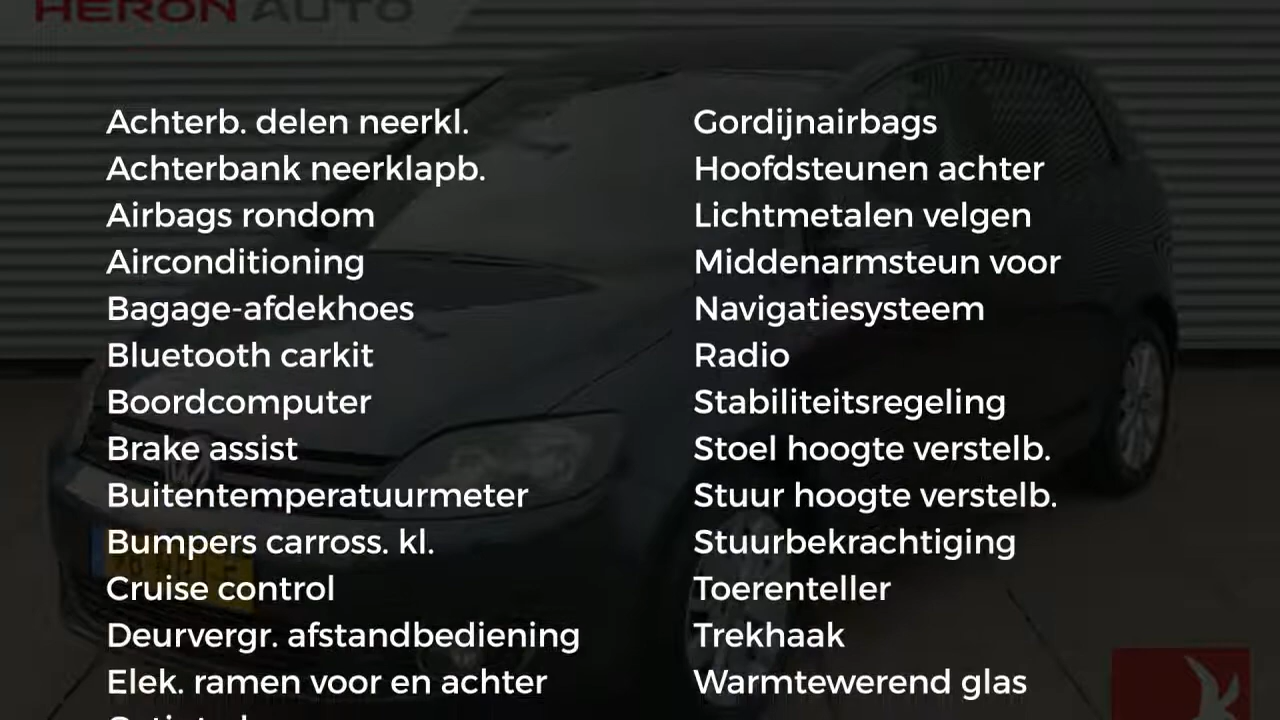 HERON AUTO
Achterb. delen neerkl.
Achterbank neerklapb.
Airbags rondom
Airconditioning
Bagage-afdekhoes
Bluetooth carkit
Boordcomputer
Brake assist
Buitentemperatuurmeter
Bumpers carross. kl.
Cruise control
Deurvergr. afstandbediening
Elek. ramen voor en achter
Gordijnairbags
Hoofdsteunen achter
Lichtmetalen velgen
Middenarmsteun voor
Navigatiesysteem
Radio
Stabiliteitsregeling
Stoel hoogte verstelb.
Stuur hoogte verstelb.
Stuurbekrachtiging
Toerenteller
Trekhaak
Warmtewerend glas